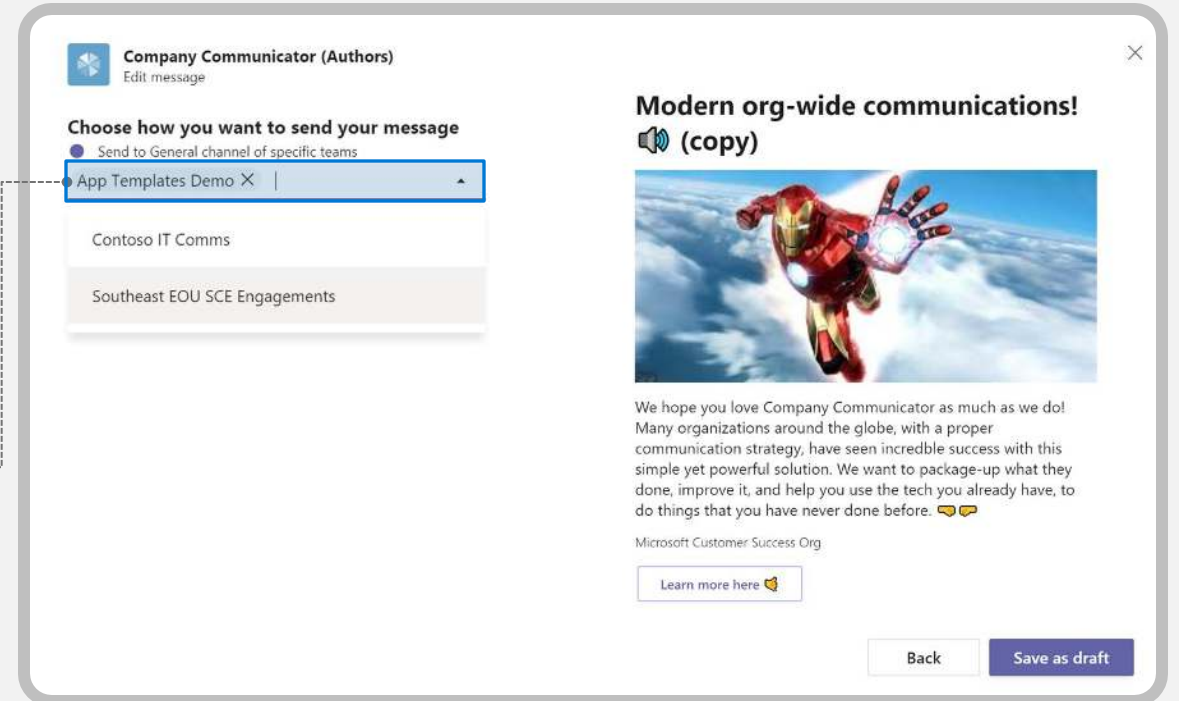 Company Communicator (Authors)
Edit message
Choose how you want to send your message
Send to General channel of specific teams
App Templates Demo
Contoso IT Comms
Southeast EOU SCE Engagements
Modern org-wide communications!
🔊 (copy)
We hope you love Company Communicator as much as we do!
Many organizations around the globe, with a proper
communication strategy, have seen incredble success with this
simple yet powerful solution. We want to package-up what they
done, improve it, and help you use the tech you already have, to
do things that you have never done before. 🤜🤛
Microsoft Customer Success Org
Learn more here
Back
Save as draft